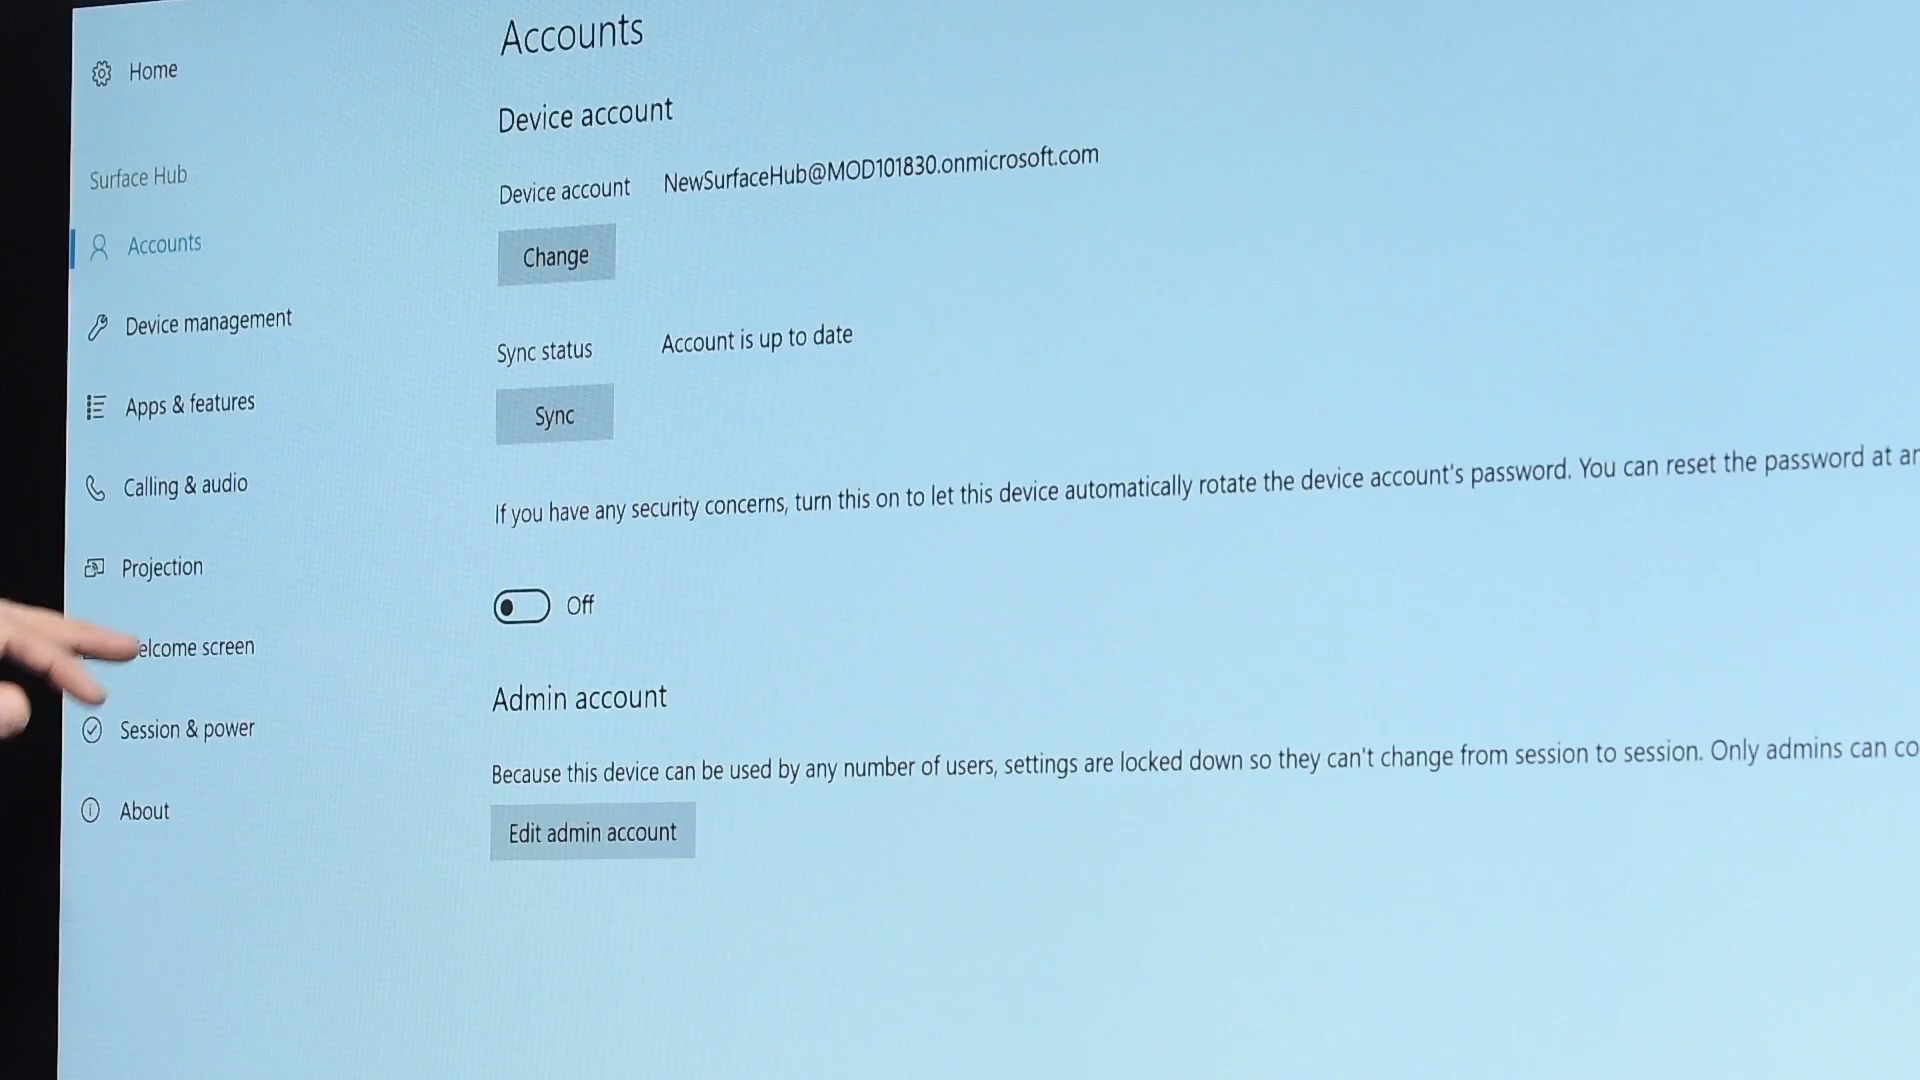 Home
Surface Hub
Accounts
Device management
Apps & features
Calling & audio
Projection
screen
Session & power
About
Accounts
Device account
Device account NewSurfaceHub@MOD101830.onmicrosoft.com
Change
Sync status Account is up to date
Sync
If you have any security concerns, turn this on to let this device automatically rotate the device account's password. You can reset the password at
Off
Admin account
Because this device can be used by any number of users, settings are locked down so they can't change from session to session. Only admins can
Edit admin account